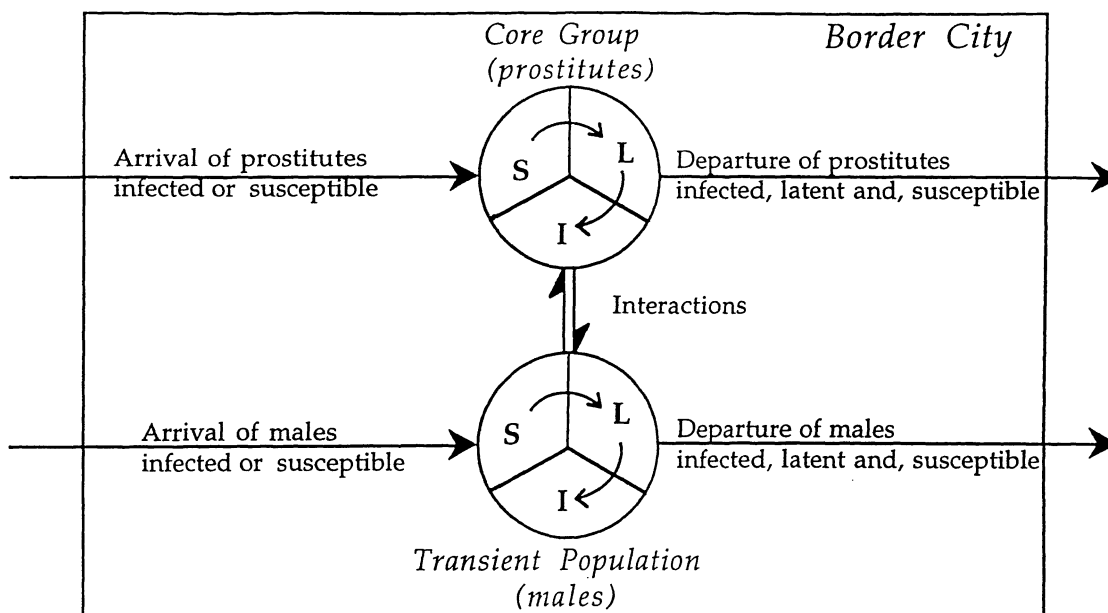 Core Group
(prostitutes)
Border City
Arrival of prostitutes
infected or susceptible
S
L
I
Departure of prostitutes
infected, latent and, susceptible
Interactions
Arrival of males
infected or susceptible
S
L
I
Departure of males
infected, latent and, susceptible
Transient Population
(males)